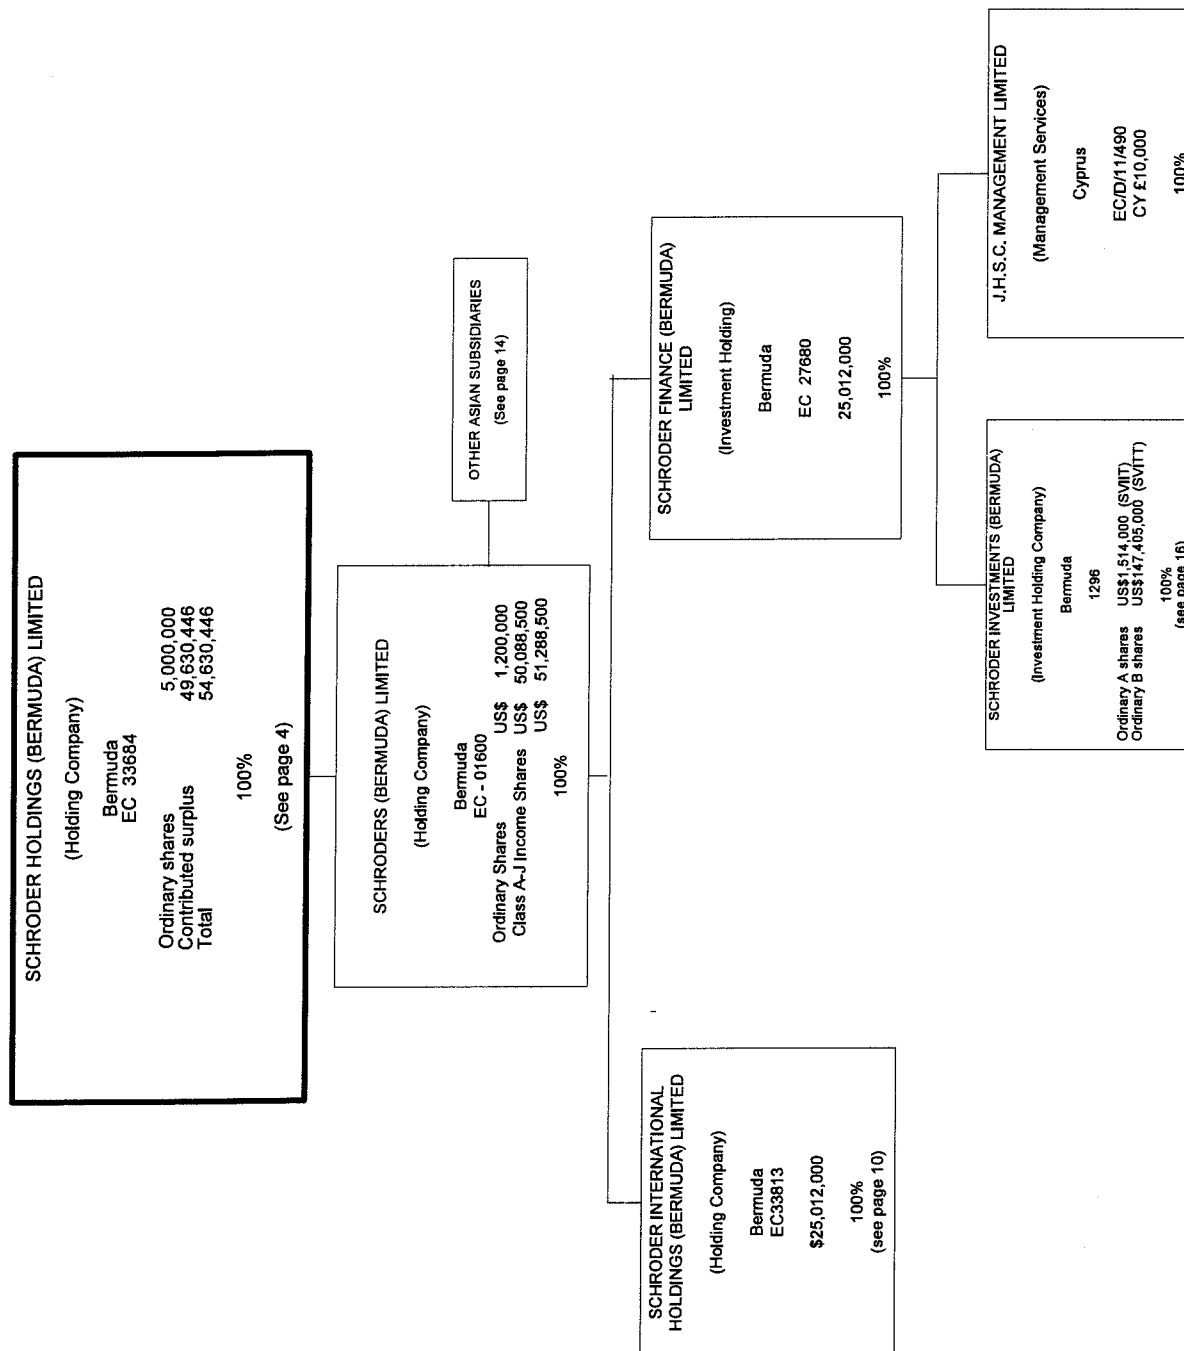 SCHRODER HOLDINGS (BERMUDA) LIMITED
(Holding Company)
Bermuda
EC 33684
Ordinary shares 5,000,000
Contributed surplus 49,630,446
Total 54,630,446
100%
(See page 4)
SCHRODERS (BERMUDA) LIMITED
(Holding Company)
Bermuda
EC - 01600
Ordinary Shares US$ 1,200,000
Class A-J Income Shares US$ 50,088,500
US$ 51,288,500
100%
OTHER ASIAN SUBSIDIARIES
(See page 14)
SCHRODER INTERNATIONAL
HOLDINGS (BERMUDA) LIMITED
(Holding Company)
Bermuda
EC33813
$25,012,000
100%
(see page 10)
SCHRODER FINANCE (BERMUDA)
LIMITED
(Investment Holding)
Bermuda
EC 27680
25,012,000
100%
SCHRODER INVESTMENTS (BERMUDA)
LIMITED
(Investment Holding Company)
Bermuda
1296
Ordinary A shares US$1,514,000 (SVIIT)
Ordinary B shares US$147,405,000 (SVITT)
100%
(see page 16)
J.H.S.C. MANAGEMENT LIMITED
(Management Services)
Cyprus
EC/D/11/490
CY £10,000
100%